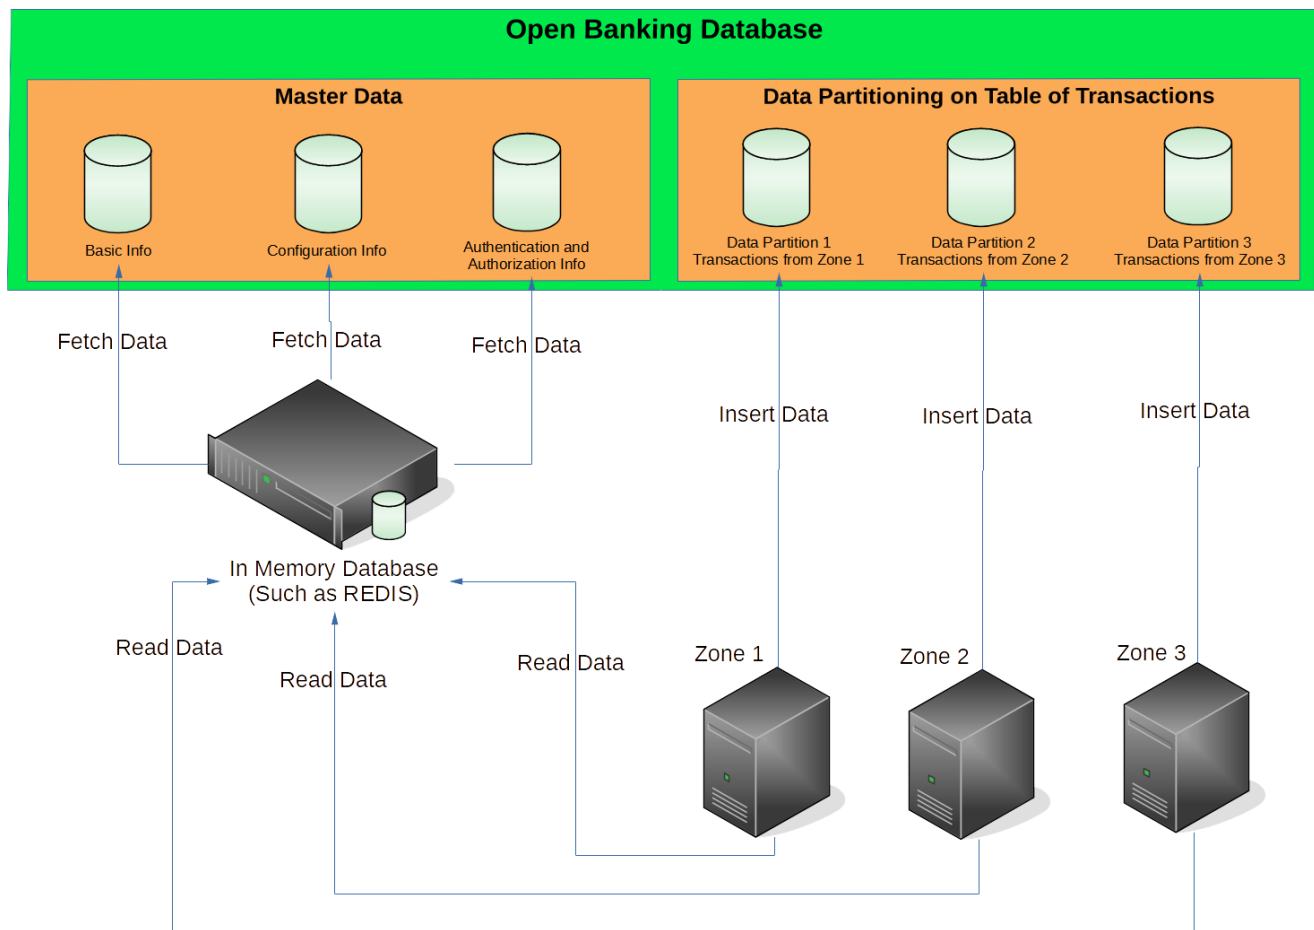 Open Banking Database
Master Data
Data Partitioning on Table of Transactions
Basic Info
Configuration Info
Authentication and
Authorization Info
Data Partition 1
Transactions from Zone 1
Data Partition 2
Transactions from Zone 2
Data Partition 3
Transactions from Zone 3
Fetch Data
Fetch Data
Fetch Data
Insert Data
Insert Data
Insert Data
In Memory Database
(Such as REDIS)
Read Data
Read Data
Read Data
Zone 1
Zone 2
Zone 3